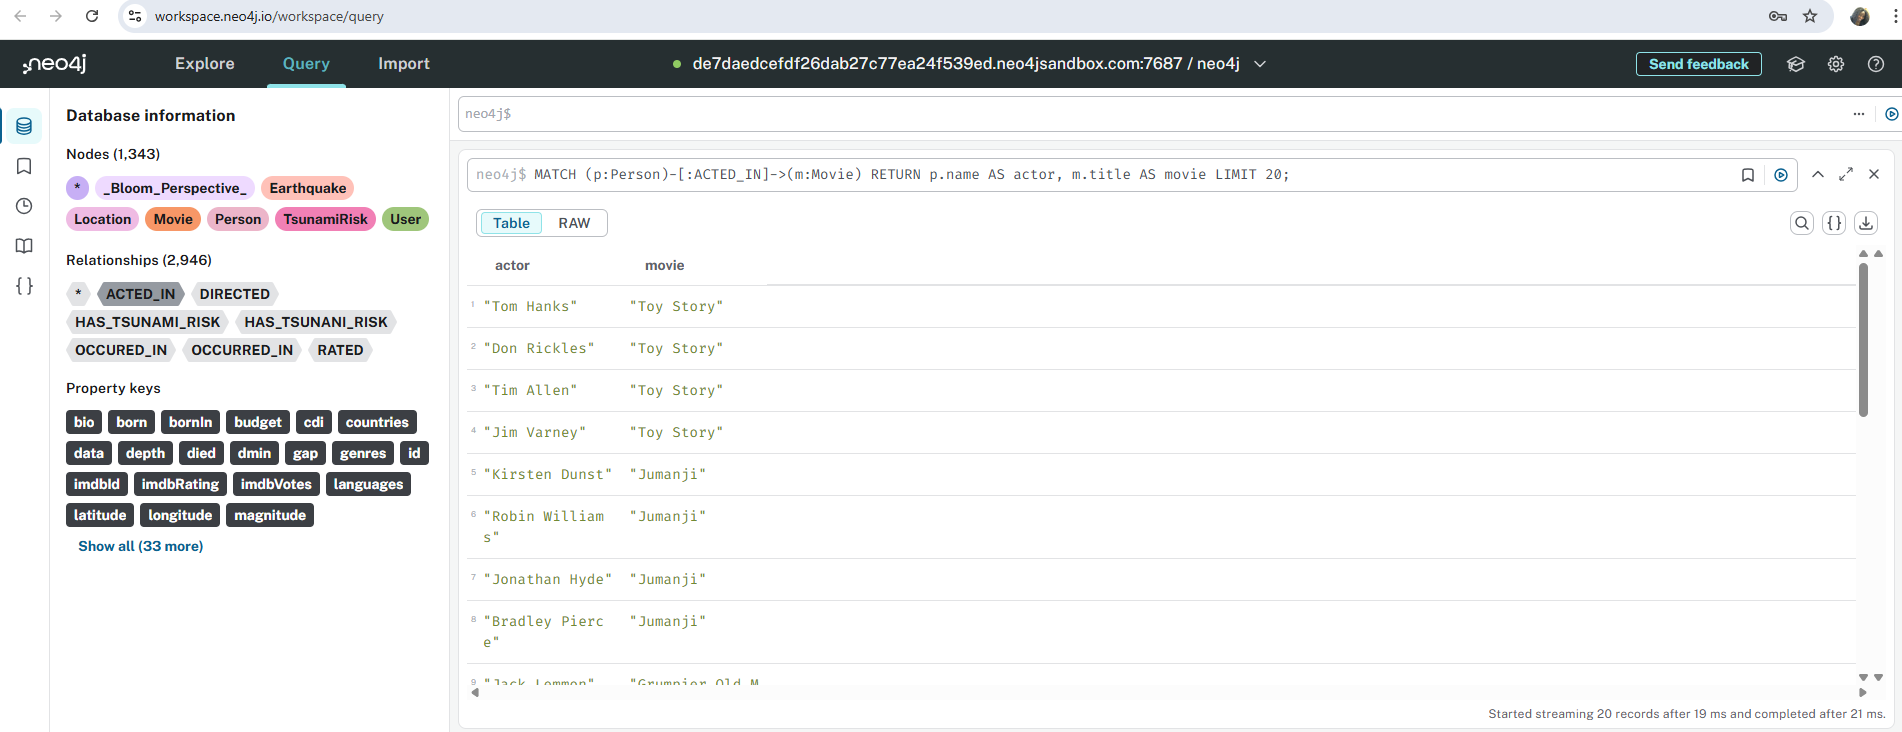 workspace.neo4j.io/workspace/query
neo4j
Explore
Query
Import
de7daedcefdf26dab27c77ea24f539ed.neo4jsandbox.com:7687 / neo4j
Send feedback
Database information
Nodes (1,343)
* _Bloom_Perspective_ Earthquake
Location Movie Person TsunamiRisk User
Relationships (2,946)
* ACTED_IN DIRECTED
HAS_TSUNAMI_RISK HAS_TSUNANI_RISK
OCCURED_IN OCCURRED_IN RATED
Property keys
bio born bornIn budget cdi countries
data depth died dmin gap genres id
imdbId imdbRating imdbVotes languages
latitude longitude magnitude
Show all (33 more)
neo4j$
neo4j$ MATCH (p:Person)-[:ACTED_IN]->(m:Movie) RETURN p.name AS actor, m.title AS movie LIMIT 20;
Table RAW
actor movie
1 "Tom Hanks" "Toy Story"
2 "Don Rickles" "Toy Story"
3 "Tim Allen" "Toy Story"
4 "Jim Varney" "Toy Story"
5 "Kirsten Dunst" "Jumanji"
6 "Robin William "Jumanji"
s"
7 "Jonathan Hyde" "Jumanji"
8 "Bradley Pierc "Jumanji"
e"
9 "Jack Lemmon" "Grumpier Old M
Started streaming 20 records after 19 ms and completed after 21 ms.